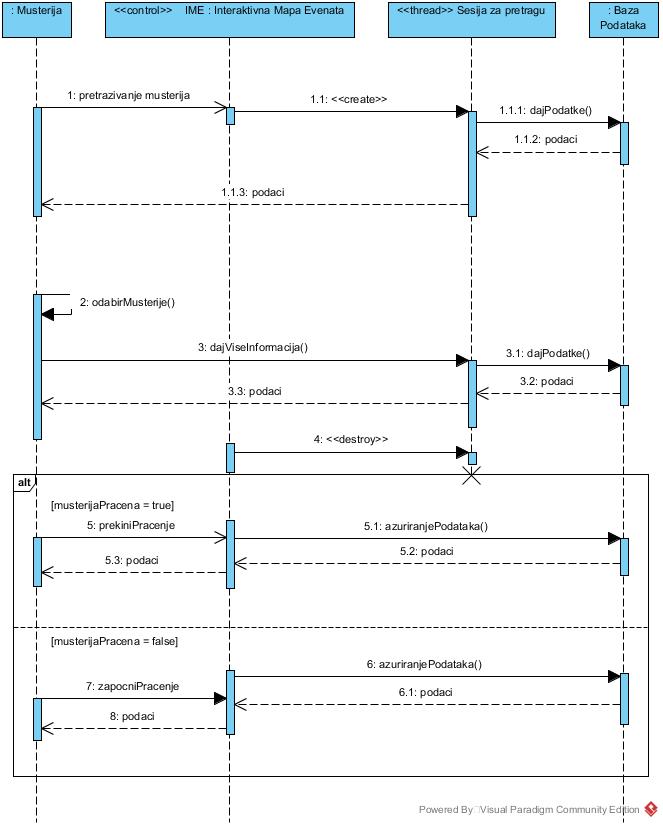 : Musterija
<<control>> IME : Interaktivna Mapa Evenata
<<thread>> Sesija za pretragu
: Baza
Podataka
1: pretrazivanje musterija
1.1: <<create>>
1.1.1: dajPodatke()
1.1.2: podaci
1.1.3: podaci
2: odabirMusterije()
3: dajViseInformacija()
3.1: dajPodatke()
3.2: podaci
3.3: podaci
4: <<destroy>>
alt
[musterijaPracena = true]
5: prekiniPracenje
5.1: azuriranjePodataka()
5.2: podaci
5.3: podaci
[musterijaPracena = false]
6: azuriranjePodataka()
7: zapocniPracenje
6.1: podaci
8: podaci
Powered By Visual Paradigm Community Edition